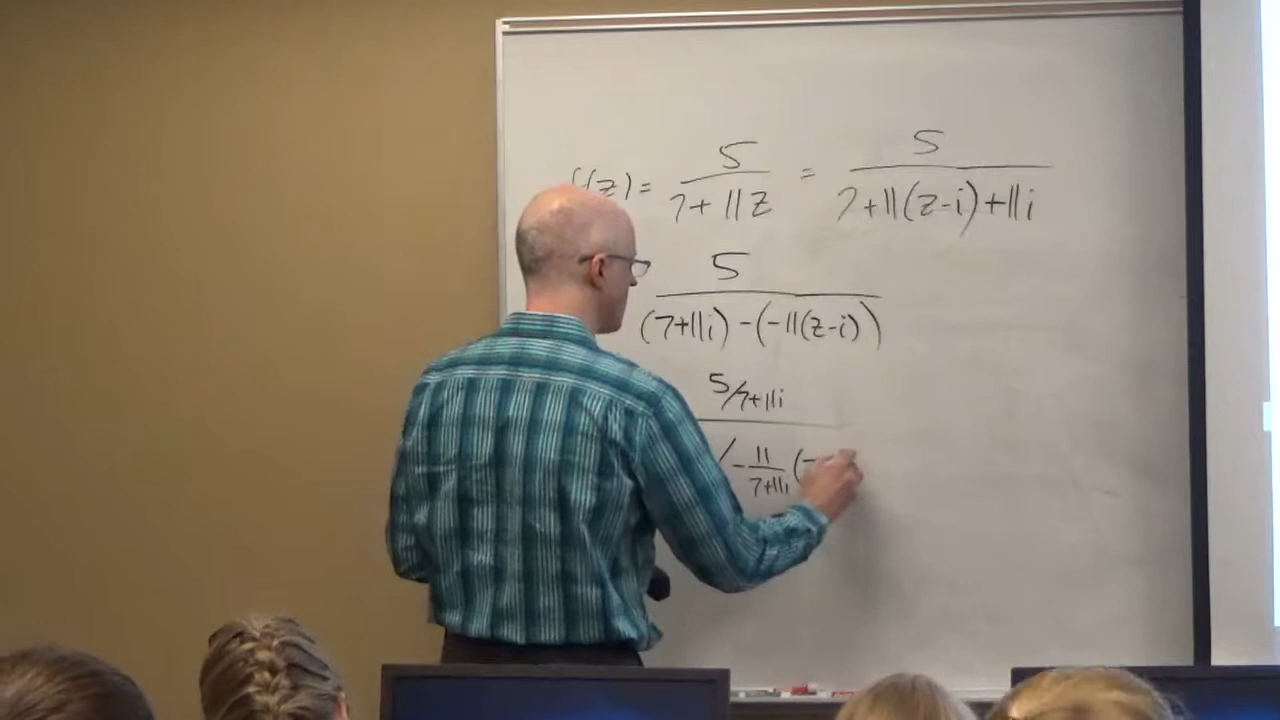 f(z) = 5/(7+11z) = 5/(7+11(z-i)+11i)
5/((7+11i)-(-11(z-i)))
5/7+11i
(-11/(7+11i)(